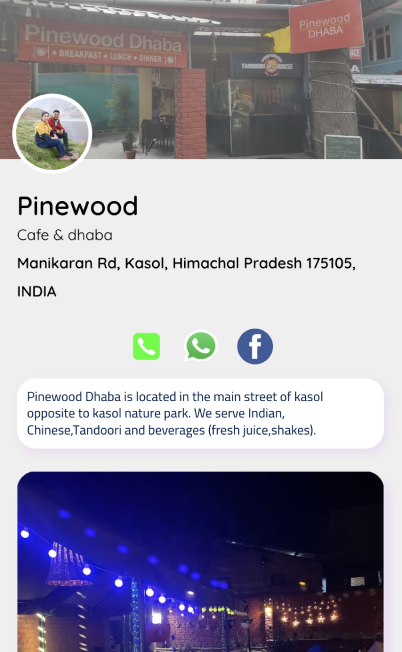 Pinewood Dhaba
• BREAKFAST • LUNCH • DINNER •
Pinewood
DHABA
Pinewood
Cafe & dhaba
Manikaran Rd, Kasol, Himachal Pradesh 175105,
INDIA
Pinewood Dhaba is located in the main street of kasol
opposite to kasol nature park. We serve Indian,
Chinese,Tandoori and beverages (fresh juice,shakes).